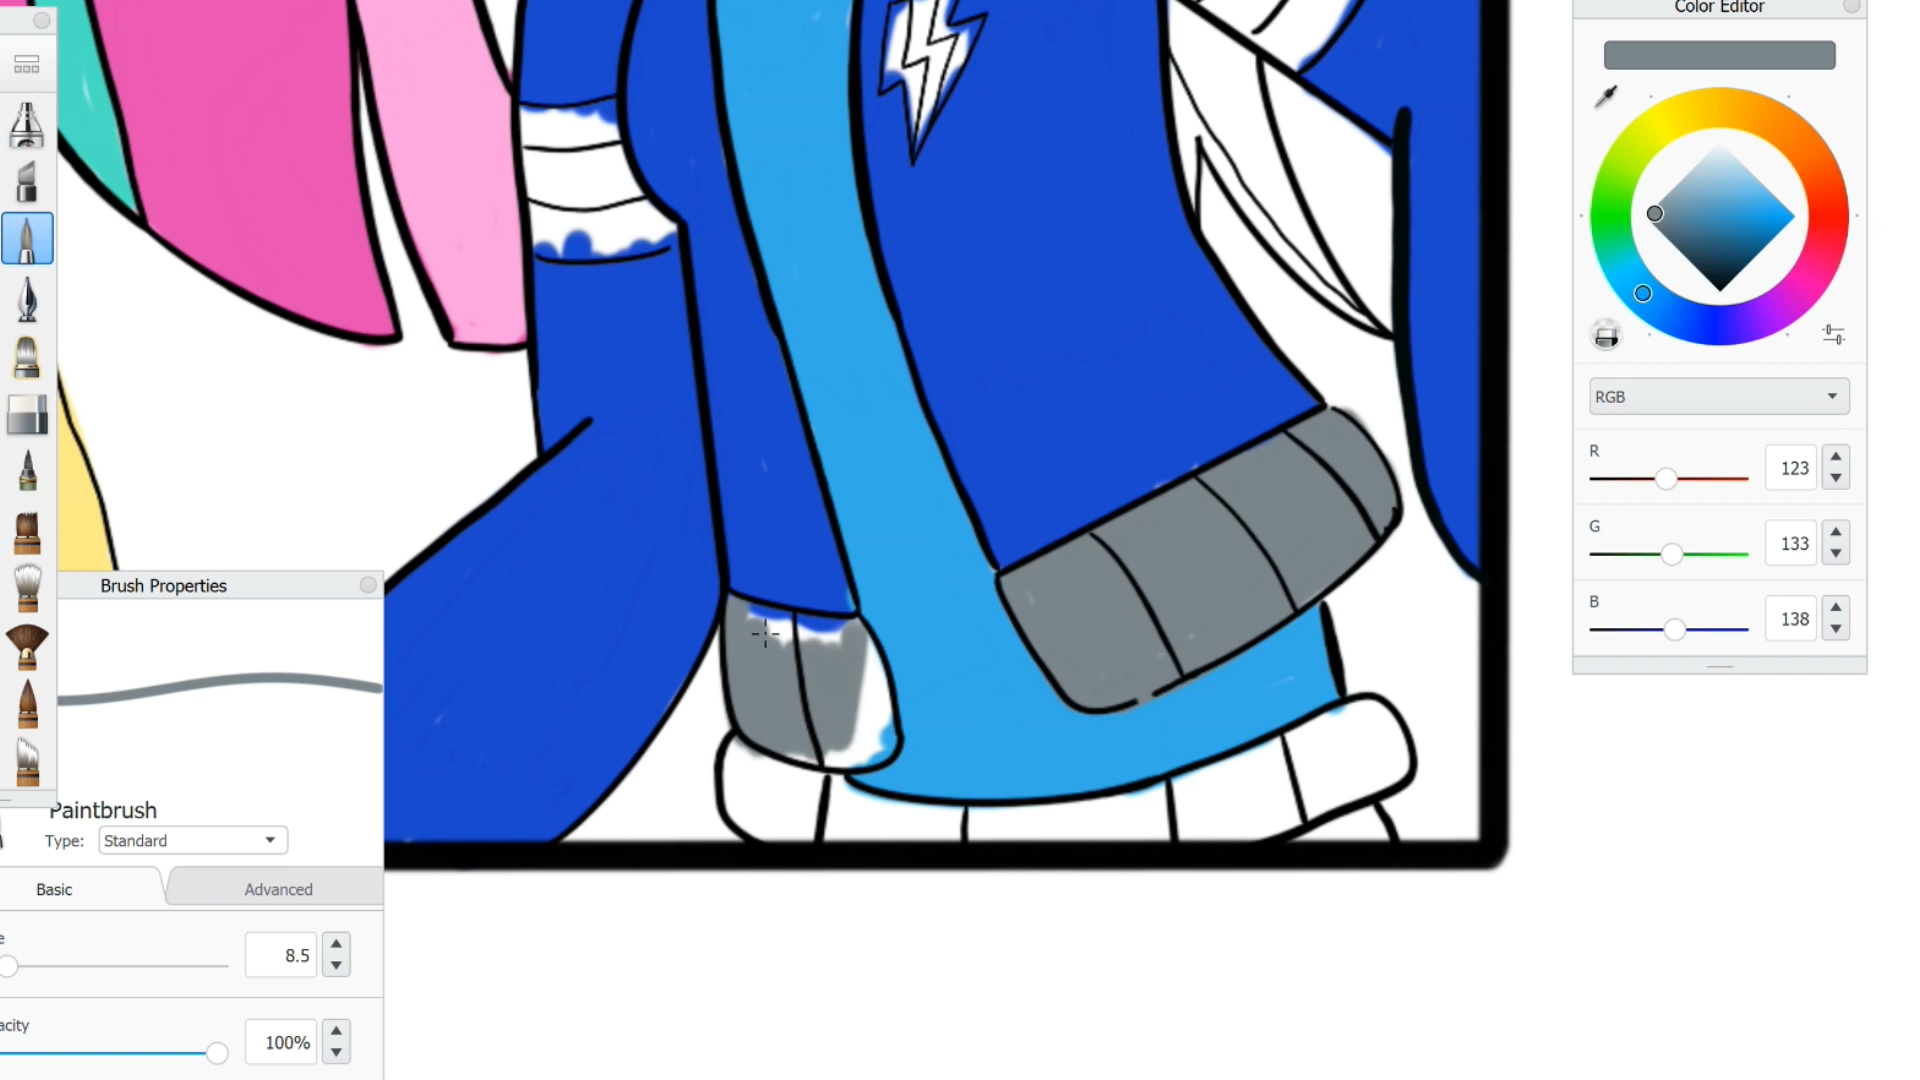 Color Editor
RGB
R
123
G
133
B
138
Brush Properties
Paintbrush
Type: Standard
Basic
Advanced
8.5
100%